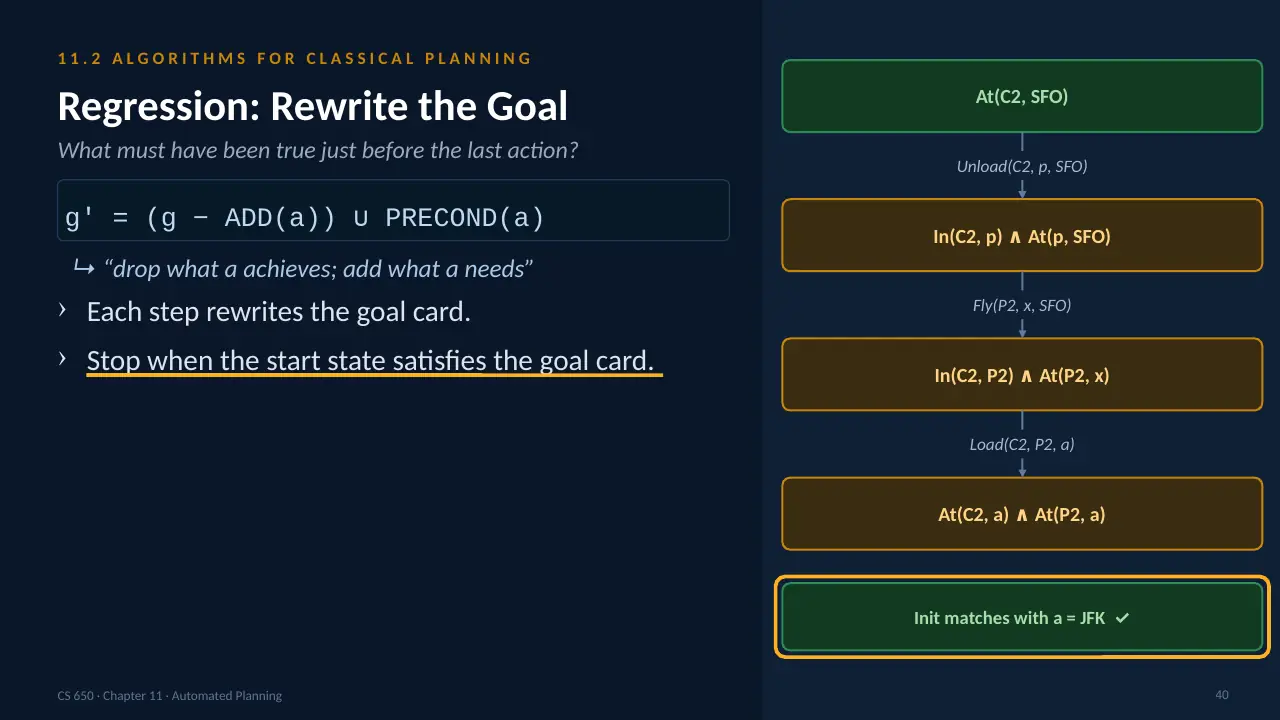 11.2 ALGORITHMS FOR CLASSICAL PLANNING
Regression: Rewrite the Goal
What must have been true just before the last action?
g' = (g − ADD(a)) ∪ PRECOND(a)
↪ “drop what a achieves; add what a needs”
› Each step rewrites the goal card.
› Stop when the start state satisfies the goal card.
At(C2, SFO)
Unload(C2, p, SFO)
In(C2, p) ∧ At(p, SFO)
Fly(P2, x, SFO)
In(C2, P2) ∧ At(P2, x)
Load(C2, P2, a)
At(C2, a) ∧ At(P2, a)
Init matches with a = JFK ✓
CS 650 · Chapter 11 · Automated Planning
40